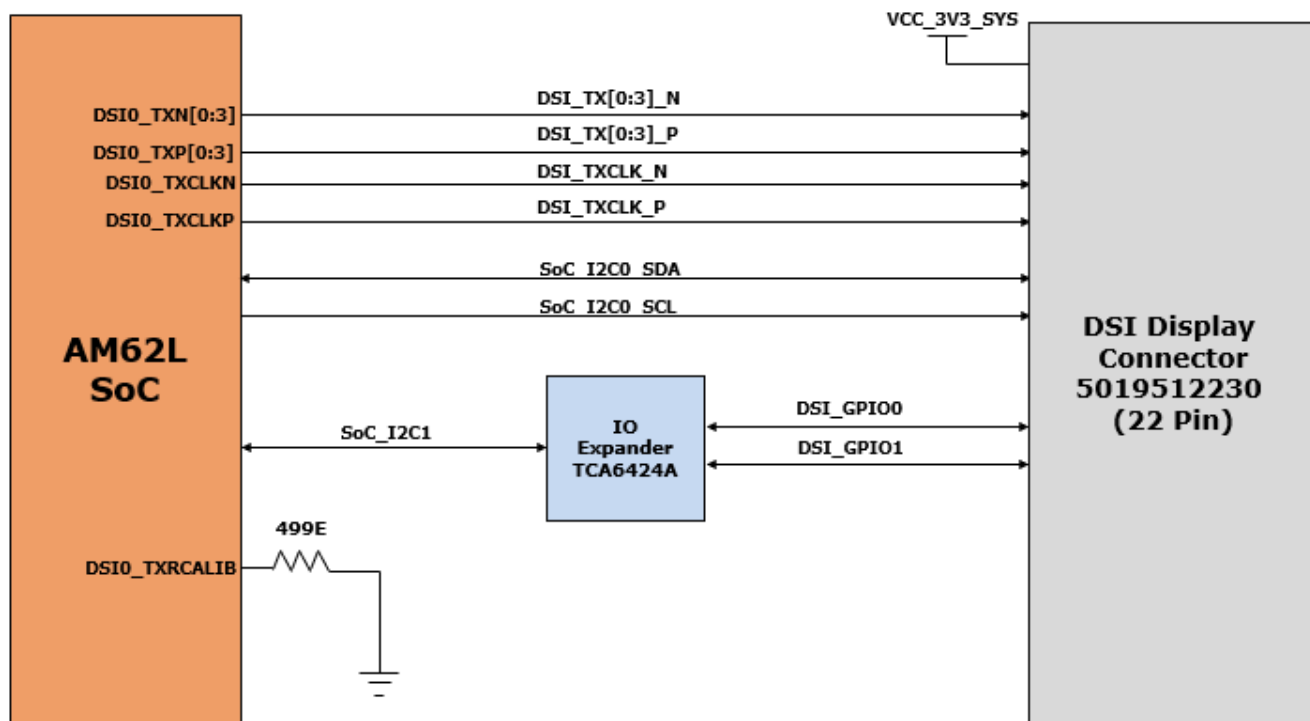 VCC_3V3_SYS
DSI0_TXN[0:3]
DSI_TX[0:3]_N
DSI0_TXP[0:3]
DSI_TX[0:3]_P
DSI0_TXCLKN
DSI_TXCLK_N
DSI0_TXCLKP
DSI_TXCLK_P
SoC_I2C0_SDA
SoC_I2C0_SCL
AM62L
SoC
DSI Display
Connector
5019512230
(22 Pin)
SoC_I2C1
IO
Expander
TCA6424A
DSI_GPIO0
DSI_GPIO1
499E
DSI0_TXRCALIB